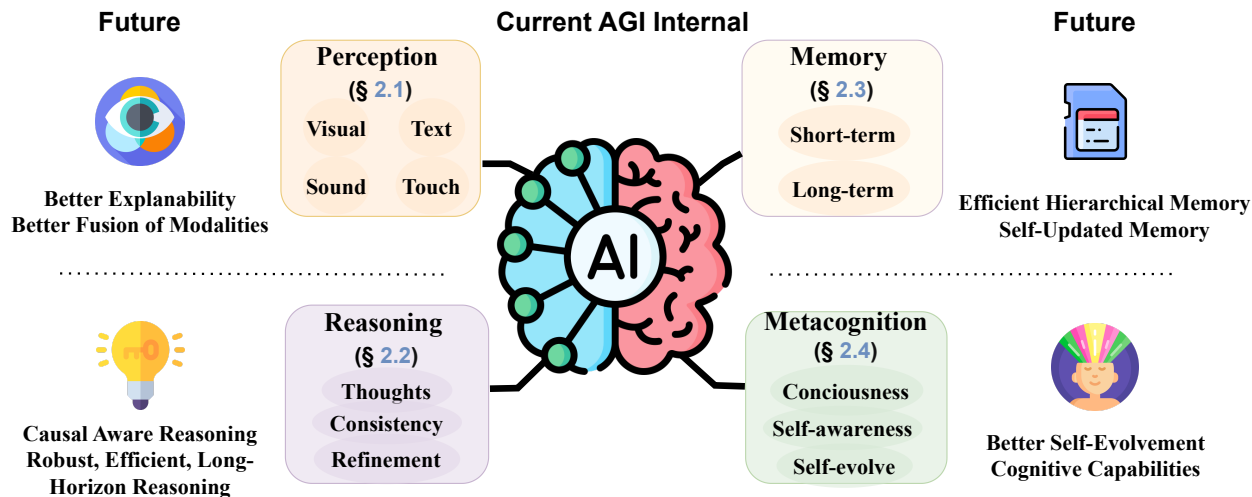 Future
Current AGI Internal
Future
Perception
(§ 2.1)
Visual Text
Sound Touch
Better Explanability
Better Fusion of Modalities
Memory
(§ 2.3)
Short-term
Long-term
Efficient Hierarchical Memory
Self-Updated Memory
AI
Reasoning
(§ 2.2)
Thoughts
Consistency
Refinement
Causal Aware Reasoning
Robust, Efficient, Long-
Horizon Reasoning
Metacognition
(§ 2.4)
Conciousness
Self-awareness
Self-evolve
Better Self-Evolvement
Cognitive Capabilities